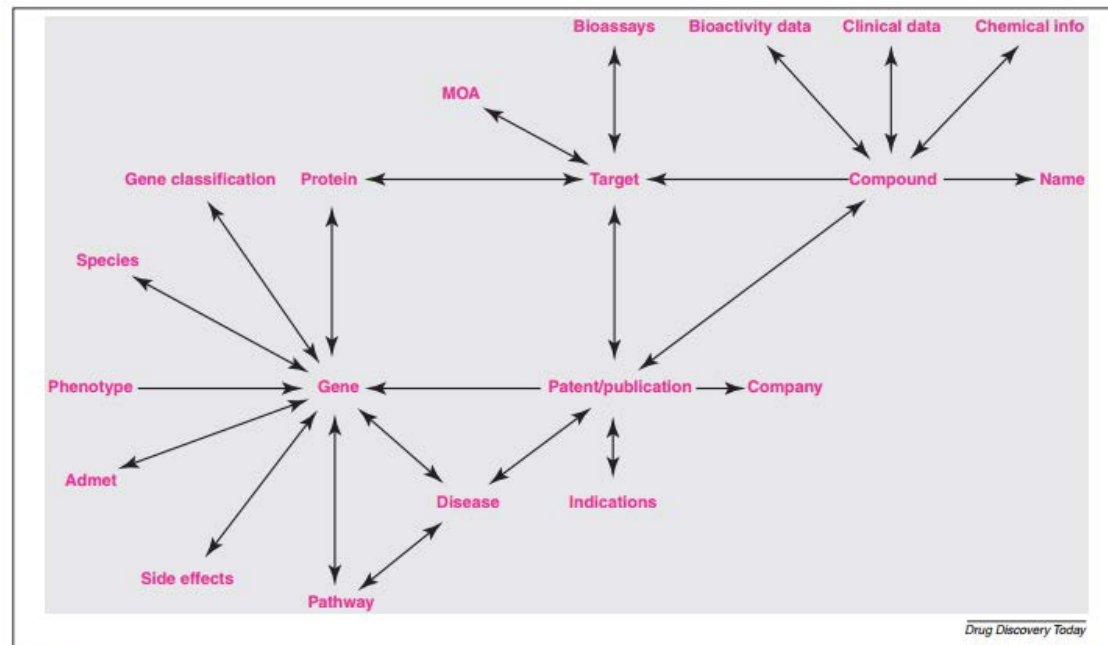 Bioassays Bioactivity data Clinical data Chemical info
MOA
Gene classification Protein Target Compound Name
Species
Phenotype Gene Patent/publication Company
Admet
Disease Indications
Side effects
Pathway
Drug Discovery Today